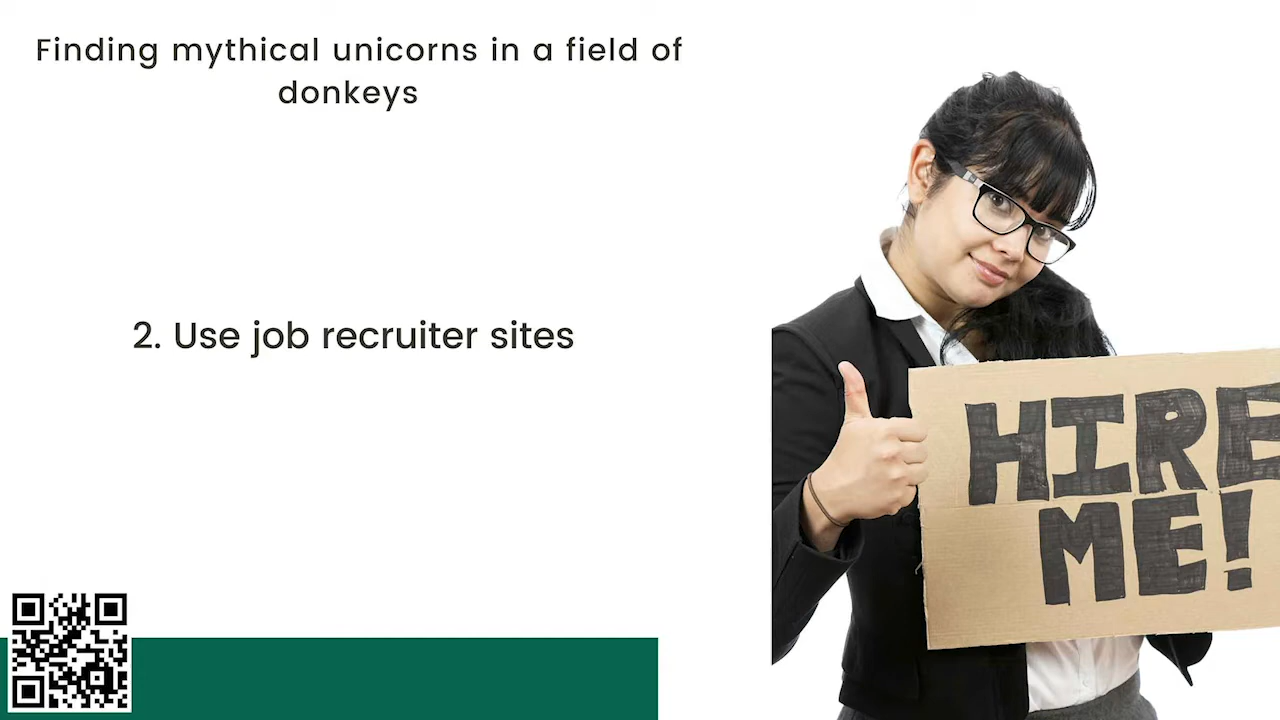 Finding mythical unicorns in a field of
donkeys
2. Use job recruiter sites
HIRE
ME!